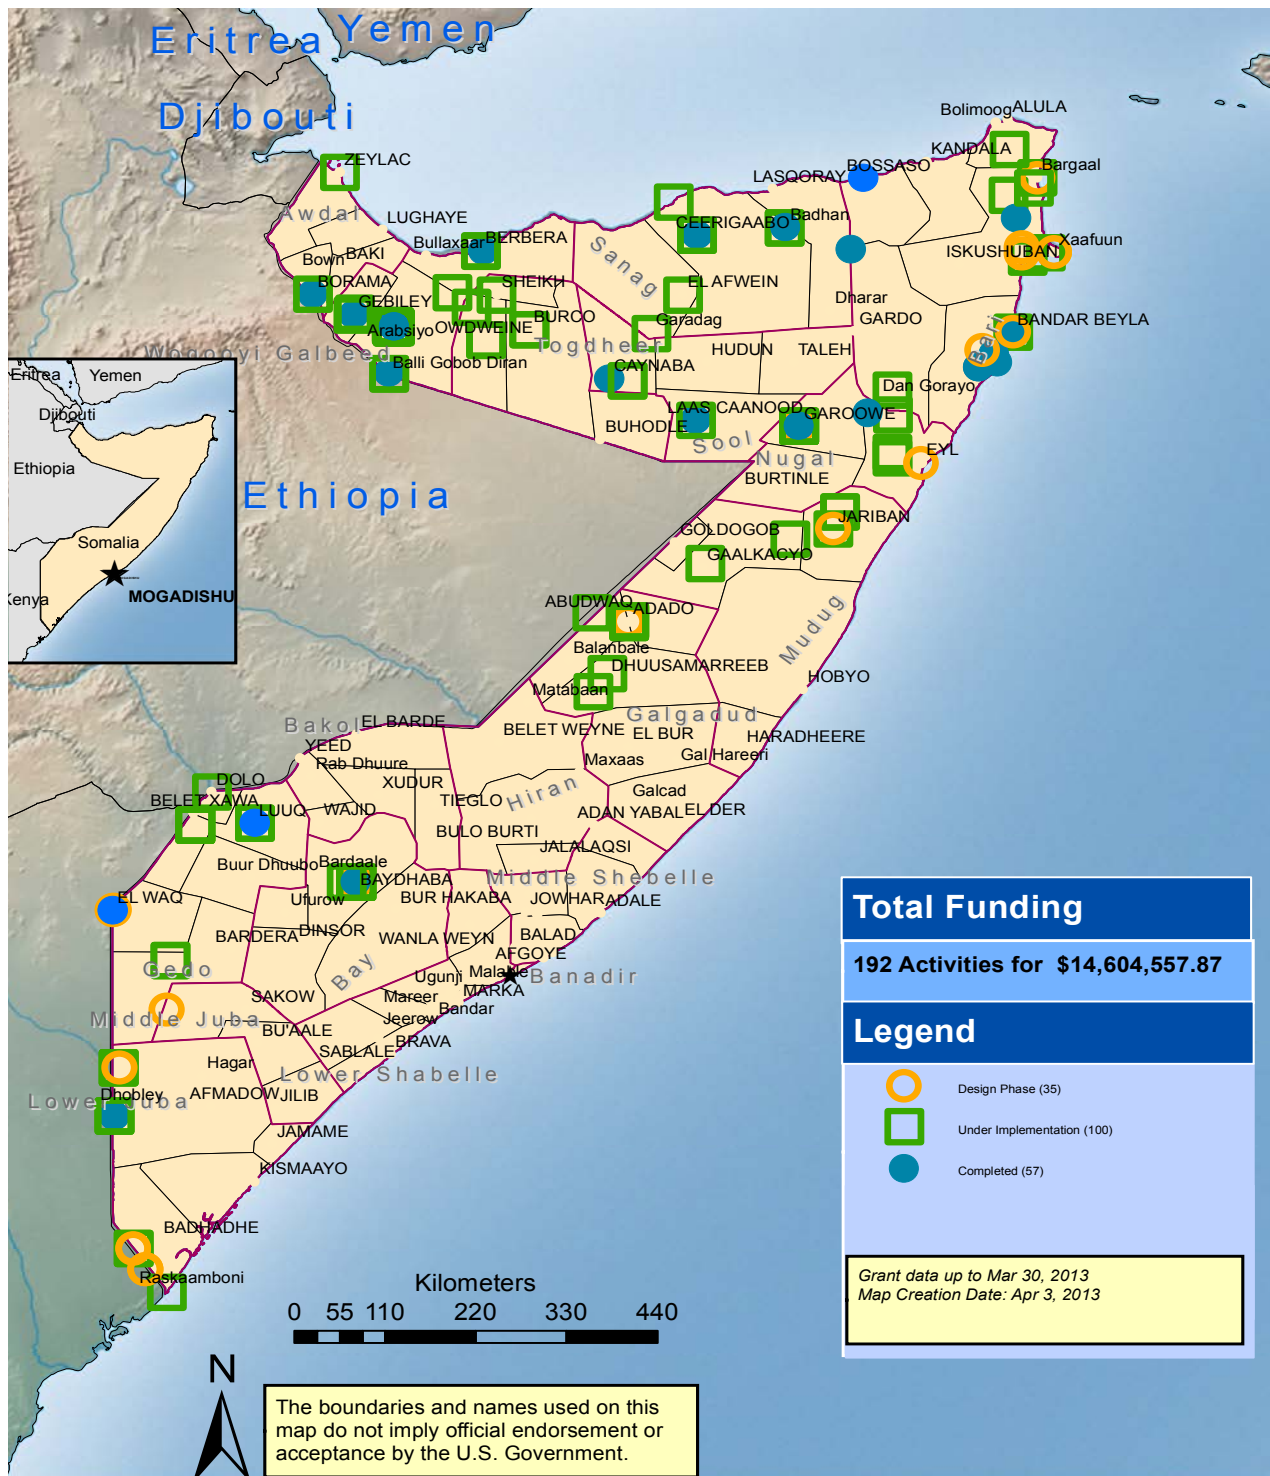 Eritrea
Yemen
Djibouti
Bolimoog
ALULA
KANDALA
Bargaal
ZEYLAC
BOSSASO
LASQORAY
Awdal
LUGHAYE
CEERIGAABO
Badhan
Bullaxaar
BERBERA
Xaafuun
ISKUSHUBAN
Bown
BAKI
Sanag
BORAMA
SHEIKH
EL AFWEIN
GEBILEY
Dharar
BURCO
Garadag
GARDO
BANDAR BEYLA
Arabsiyo
OWDWEINE
Togdheer
HUDUN
TALEH
Bari
Woqooyi Galbeed
Balli Gobob Diran
CAYNABA
Dan Gorayo
LAAS CAANOOD
GAROOWE
BUHODLE
Sool
Nugal
EYL
BURTINLE
Eritrea
Yemen
Djibouti
Ethiopia
Somalia
MOGADISHU
Kenya
Ethiopia
JARIBAN
GOLDOGOB
GAALKACYO
ABUDWAQ
ADADO
Mudug
Balanbale
DHUUSAMARREEB
HOBYO
Matabaan
Galgadud
Bakol
EL BARDE
BELET WEYNE
EL BUR
HARADHEERE
YEED
Rab Dhuure
Maxaas
Gal Hareeri
DOLO
XUDUR
Hiran
Galcad
BELET XAWA
LUUQ
WAJID
TIEGLO
ADAN YABAL
EL DER
BULO BURTI
JALALAQSI
Buur Dhuubo
Bardaale
BAYDHABA
Middle Shebelle
EL WAQ
Ufurow
BUR HAKABA
JOWHAR
ADALE
BARDERA
DINSOR
WANLA WEYN
BALAD
AFGOYE
Gedo
Bay
Ugunji
Malable
Banadir
SAKOW
Mareer
MARKA
Bandar
Middle Juba
BU'AALE
Jeerow
BRAVA
SABLALE
Hagar
Lower Shabelle
Dhobley
AFMADOW
JILIB
Lower Juba
JAMAME
KISMAAYO
BADHADHE
Raskaamboni
Total Funding
192 Activities for $14,604,557.87
Legend
Design Phase (35)
Under Implementation (100)
Completed (57)
Grant data up to Mar 30, 2013
Map Creation Date: Apr 3, 2013
Kilometers
0 55 110 220 330 440
N
The boundaries and names used on this
map do not imply official endorsement or
acceptance by the U.S. Government.